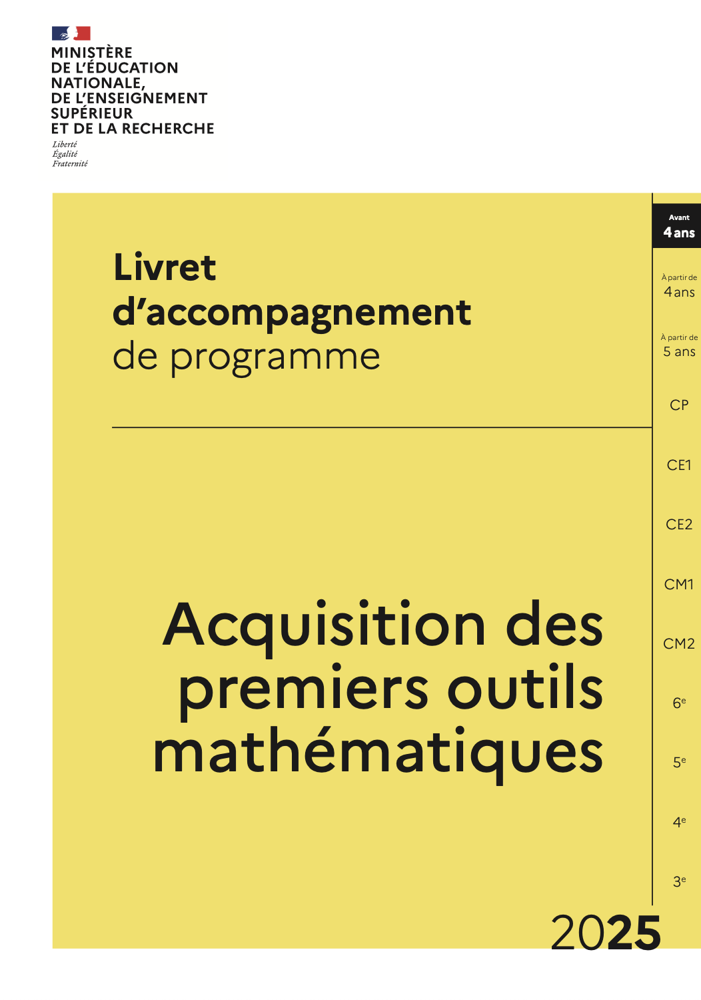 MINISTÈRE
DE L'ÉDUCATION
NATIONALE,
DE L'ENSEIGNEMENT
SUPÉRIEUR
ET DE LA RECHERCHE
Liberté
Égalité
Fraternité
Livret
d'accompagnement
de programme
Acquisition des
premiers outils
mathématiques
Avant
4 ans
À partir de
4 ans
À partir de
5 ans
CP
CE1
CE2
CM1
CM2
6e
5e
4e
3e
2025